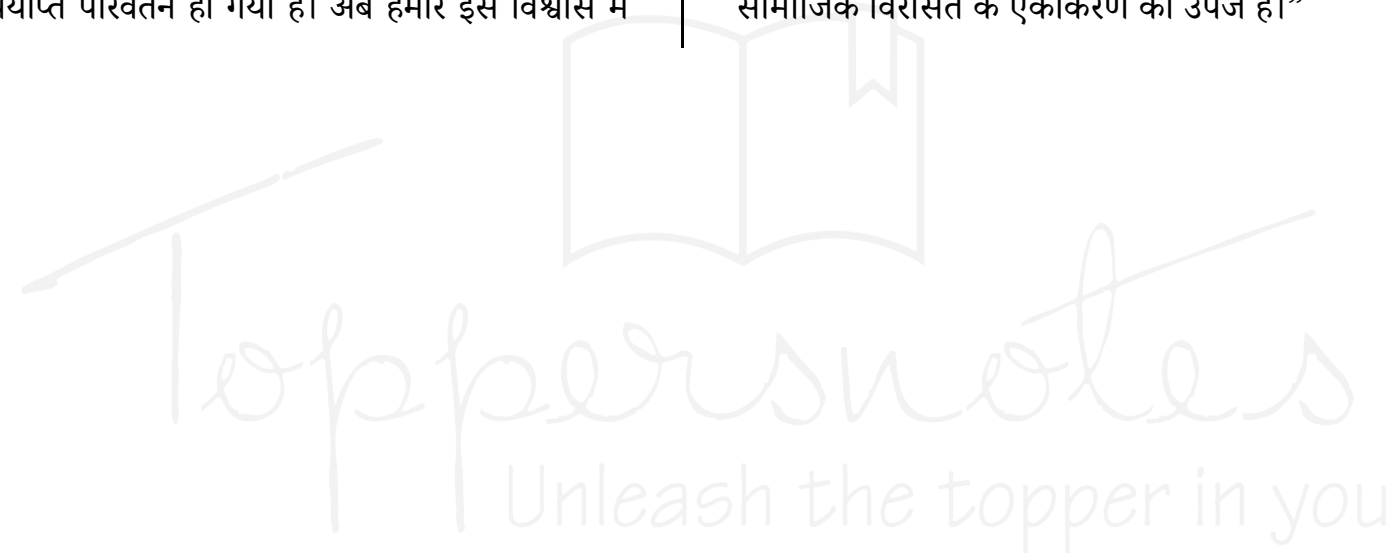 पर्याप्त परिवर्तन हो गया है। अब हमारे इस विश्वास में
सामाजिक विरासत के एकीकरण की उपज है।”
Toppersnotes
Unleash the topper in you